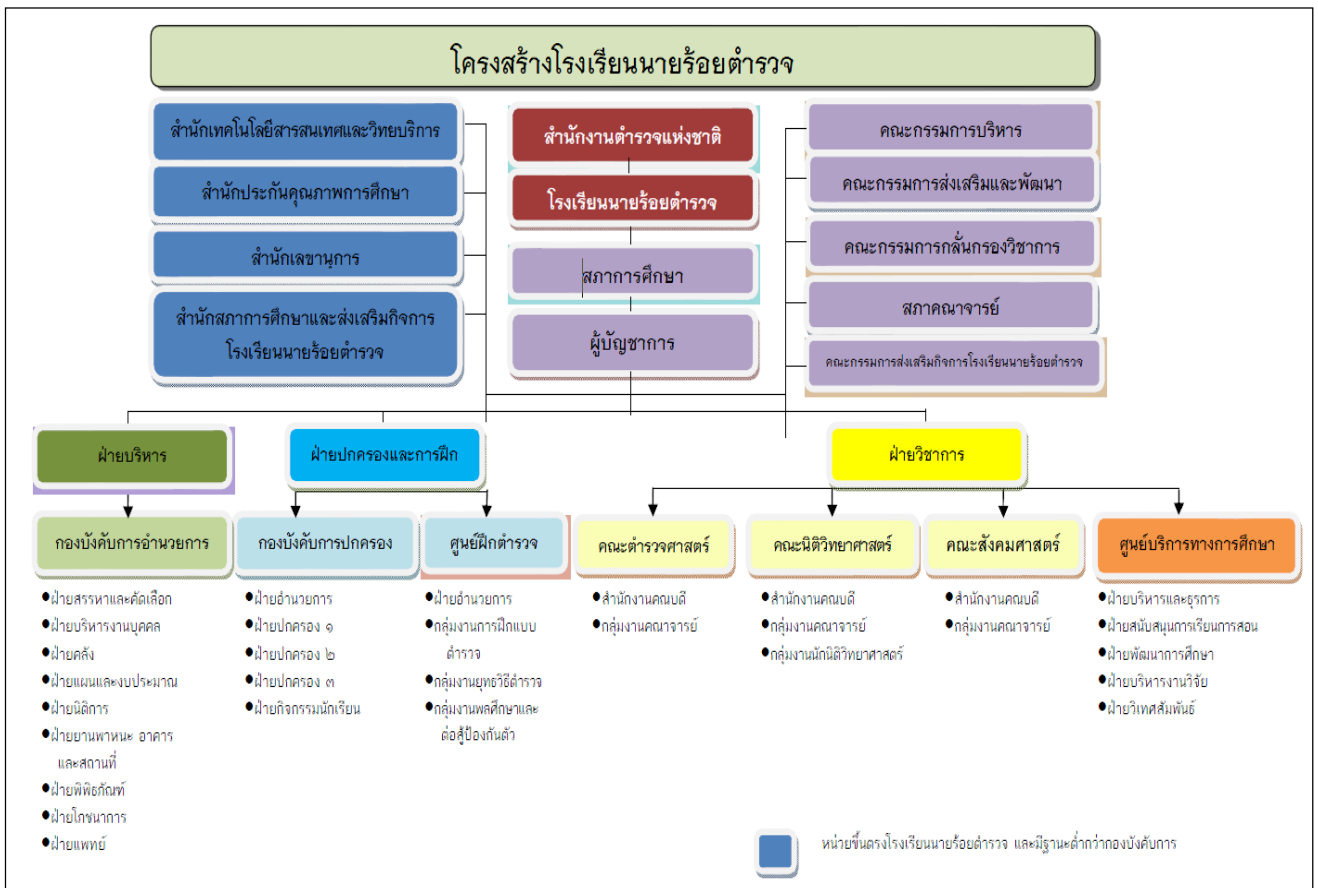 โครงสร้างโรงเรียนนายร้อยตำรวจ
สำนักเทคโนโลยีสารสนเทศและวิทยบริการ
สำนักประกันคุณภาพการศึกษา
สำนักเลขานุการ
สำนักสภาการศึกษาและส่งเสริมกิจการ
โรงเรียนนายร้อยตำรวจ
สำนักงานตำรวจแห่งชาติ
โรงเรียนนายร้อยตำรวจ
สภาการศึกษา
ผู้บัญชาการ
คณะกรรมการบริหาร
คณะกรรมการส่งเสริมและพัฒนา
คณะกรรมการกลั่นกรองวิชาการ
สภาคณาจารย์
คณะกรรมการส่งเสริมกิจการโรงเรียนนายร้อยตำรวจ
ฝ่ายบริหาร
ฝ่ายปกครองและการฝึก
ฝ่ายวิชาการ
กองบังคับการอำนวยการ
●ฝ่ายสรรหาและคัดเลือก
●ฝ่ายบริหารงานบุคคล
●ฝ่ายคลัง
●ฝ่ายแผนและงบประมาณ
●ฝ่ายนิติการ
●ฝ่ายยานพาหนะ อาคาร
และสถานที่
●ฝ่ายพิพิธภัณฑ์
●ฝ่ายโภชนาการ
●ฝ่ายแพทย์
กองบังคับการปกครอง
●ฝ่ายอำนวยการ
●ฝ่ายปกครอง ๑
●ฝ่ายปกครอง ๒
●ฝ่ายปกครอง ๓
●ฝ่ายกิจกรรมนักเรียน
ศูนย์ฝึกตำรวจ
●ฝ่ายอำนวยการ
●กลุ่มงานการฝึกแบบ
ตำรวจ
●กลุ่มงานยุทธวิธีตำรวจ
●กลุ่มงานพลศึกษาและ
ต่อสู้ป้องกันตัว
คณะตำรวจศาสตร์
●สำนักงานคณบดี
●กลุ่มงานคณาจารย์
คณะนิติวิทยาศาสตร์
●สำนักงานคณบดี
●กลุ่มงานคณาจารย์
●กลุ่มงานนักนิติวิทยาศาสตร์
คณะสังคมศาสตร์
●สำนักงานคณบดี
●กลุ่มงานคณาจารย์
ศูนย์บริการทางการศึกษา
●ฝ่ายบริหารและธุรการ
●ฝ่ายสนับสนุนการเรียนการสอน
●ฝ่ายพัฒนาการศึกษา
●ฝ่ายบริหารงานวิจัย
●ฝ่ายวิเทศสัมพันธ์
หน่วยขึ้นตรงโรงเรียนนายร้อยตำรวจ และมีฐานะต่ำกว่ากองบังคับการ